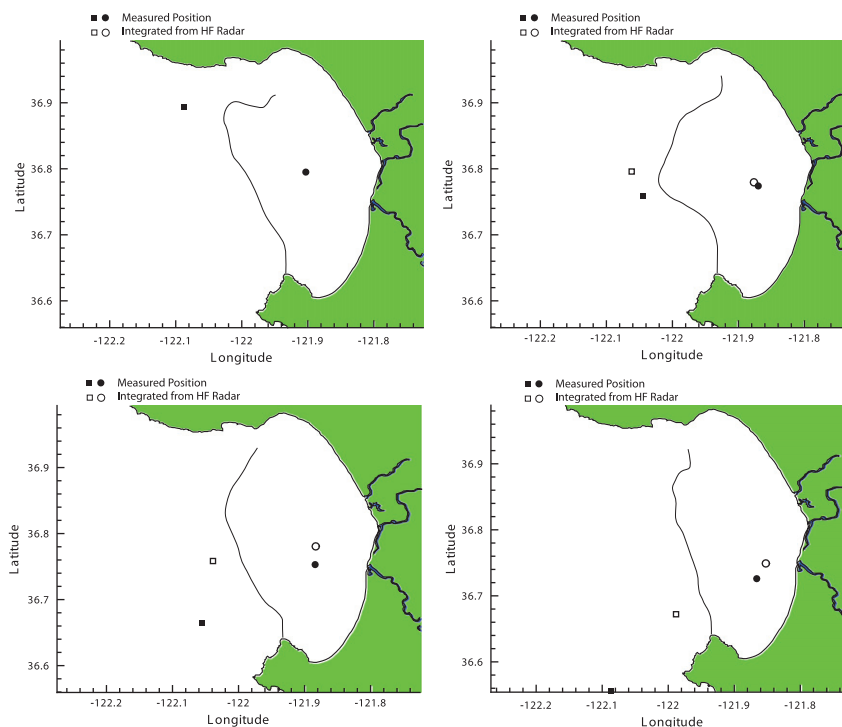 ■ ● Measured Position
□ ○ Integrated from HF Radar
36.9
36.8
36.7
36.6
Latitude
-122.2 -122.1 -122 -121.9 -121.8
Longitude
■ ● Measured Position
□ ○ Integrated from HF Radar
36.9
36.8
36.7
36.6
Latitude
-122.2 -122.1 -122 -121.9 -121.8
Longitude
■ ● Measured Position
□ ○ Integrated from HF Radar
36.9
36.8
36.7
36.6
Latitude
-122.2 -122.1 -122 -121.9 -121.8
Longitude
■ ● Measured Position
□ ○ Integrated from HF Radar
36.9
36.8
36.7
36.6
Latitude
-122.2 -122.1 -122 -121.9 -121.8
Longitude